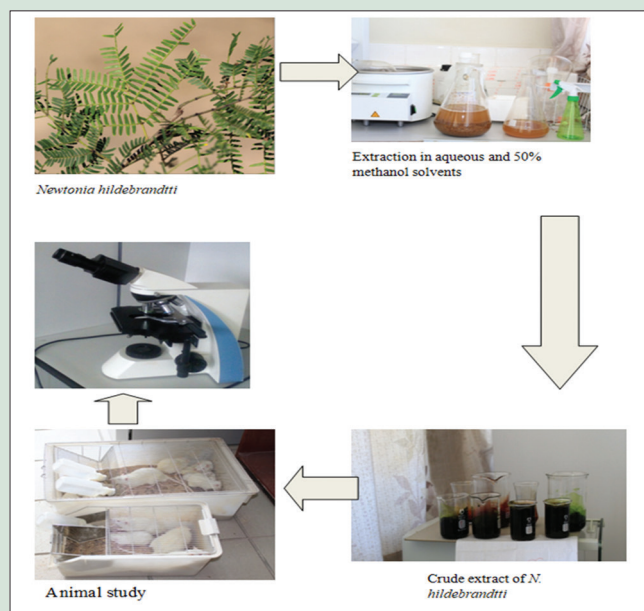 Newtonia hildebrandtti
Extraction in aqueous and 50%
methanol solvents
Crude extract of N.
hildebrandtti
Animal study